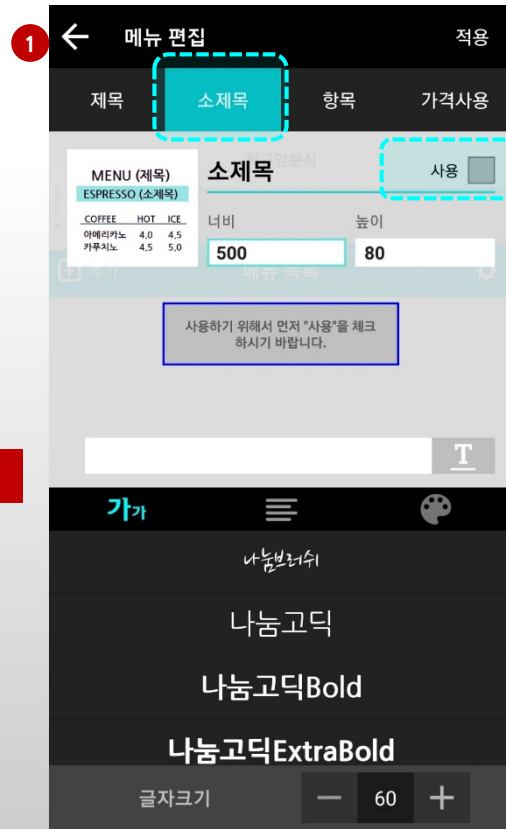 1
메뉴 편집
적용
제목
소제목
항목
가격사용
MENU (제목)
ESPRESSO (소제목)
COFFEE HOT ICE
아메리카노 4,0 4,5
카푸치노 4,5 5,0
소제목
사용
너비
높이
500
80
추가
메뉴 목록
사용하기 위해서 먼저 "사용"을 체크
하시기 바랍니다.
T
가가
나눔브러쉬
나눔고딕
나눔고딕Bold
나눔고딕ExtraBold
글자크기
60